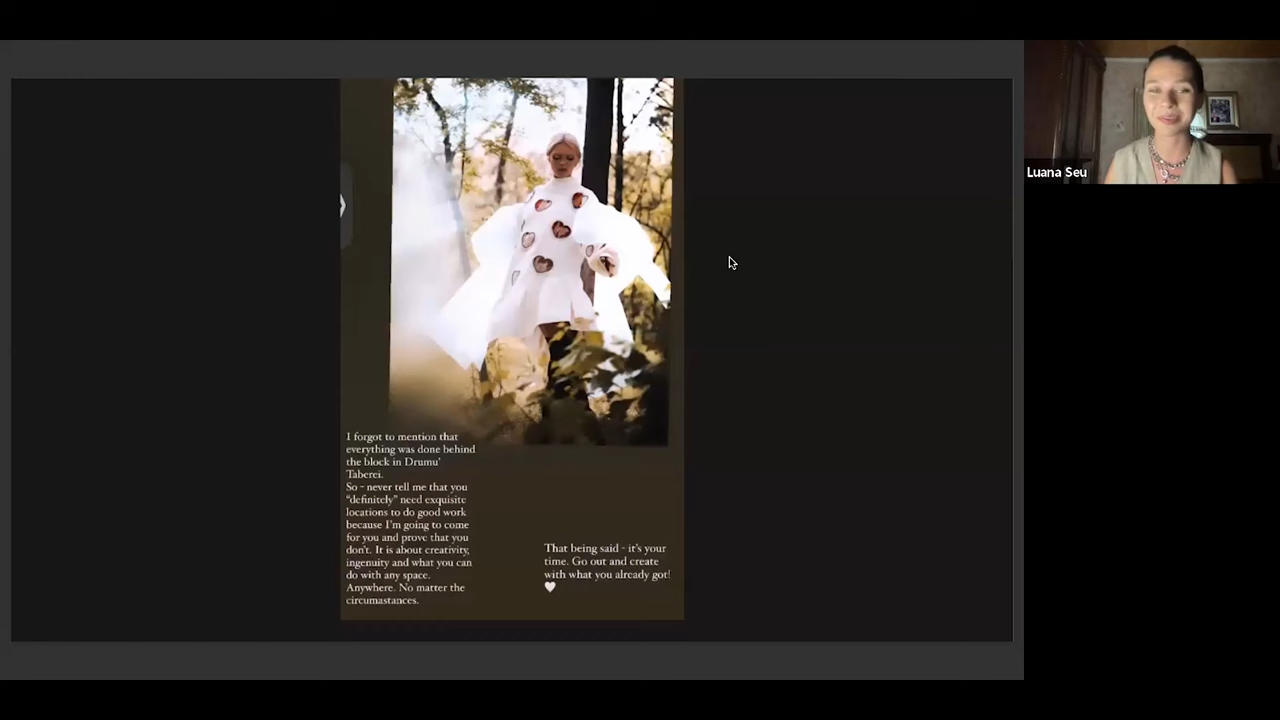 Luana Seu
I forgot to mention that
everything was done behind
the block in Drumu'
Taberei.
So - never tell me that you
“definitely” need exquisite
locations to do good work
because I'm going to come
for you and prove that you
don't. It is about creativity,
ingenuity and what you can
do with any space.
Anywhere. No matter the
circumastances.
That being said - it's your
time. Go out and create
with what you already got!
🤍